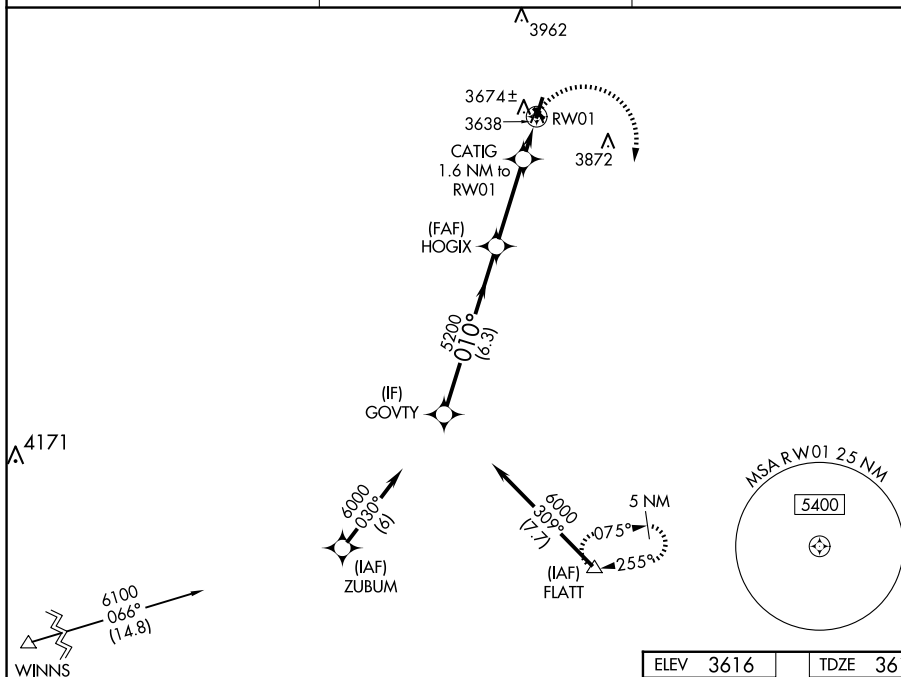 3962
3674±
3638
RW01
3872
CATIG
1.6 NM to
RW01
(FAF)
HOGIX
5200
010°
(6.3)
(IF)
GOVTY
4171
6000
030°
(6)
(IAF)
ZUBUM
6000
309°
(7.7)
5 NM
075°
255°
(IAF)
FLATT
MSA RW01 25 NM
5400
6100
066°
(14.8)
WINNS
ELEV 3616
TDZE 36